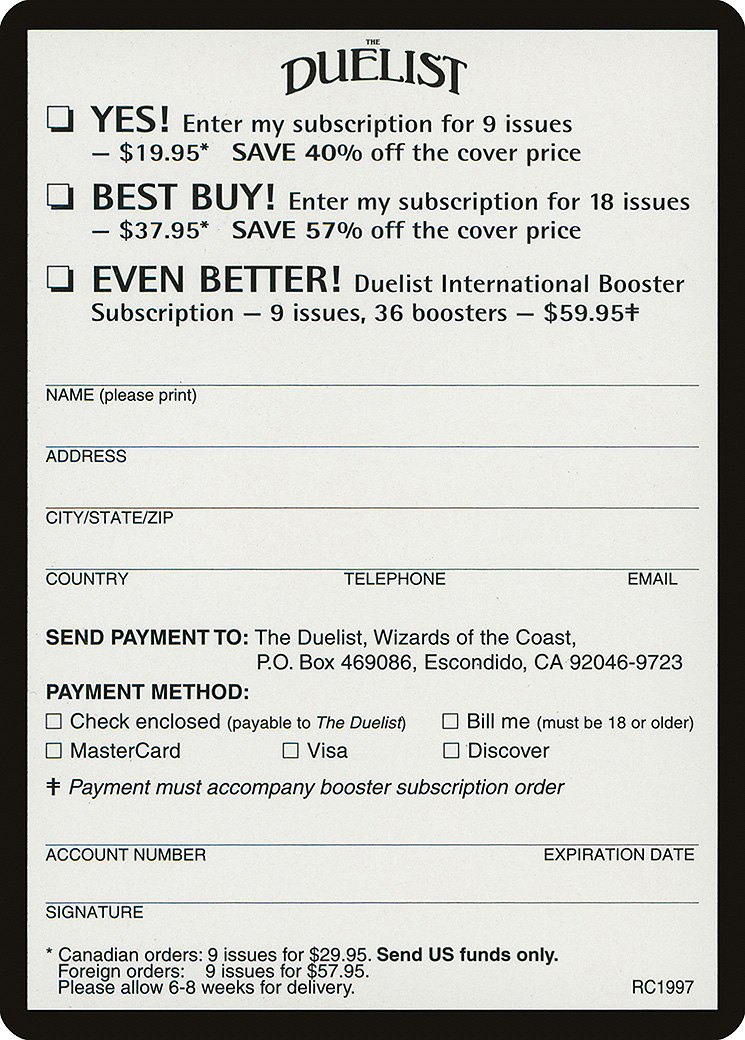 THE
DUELIST
❏ YES! Enter my subscription for 9 issues
— $19.95* SAVE 40% off the cover price
❏ BEST BUY! Enter my subscription for 18 issues
— $37.95* SAVE 57% off the cover price
❏ EVEN BETTER! Duelist International Booster
Subscription — 9 issues, 36 boosters — $59.95‡
NAME (please print)
ADDRESS
CITY/STATE/ZIP
COUNTRY TELEPHONE EMAIL
SEND PAYMENT TO: The Duelist, Wizards of the Coast,
P.O. Box 469086, Escondido, CA 92046-9723
PAYMENT METHOD:
☐ Check enclosed (payable to The Duelist) ☐ Bill me (must be 18 or older)
☐ MasterCard ☐ Visa ☐ Discover
‡ Payment must accompany booster subscription order
ACCOUNT NUMBER EXPIRATION DATE
SIGNATURE
* Canadian orders: 9 issues for $29.95. Send US funds only.
Foreign orders: 9 issues for $57.95.
Please allow 6-8 weeks for delivery. RC1997